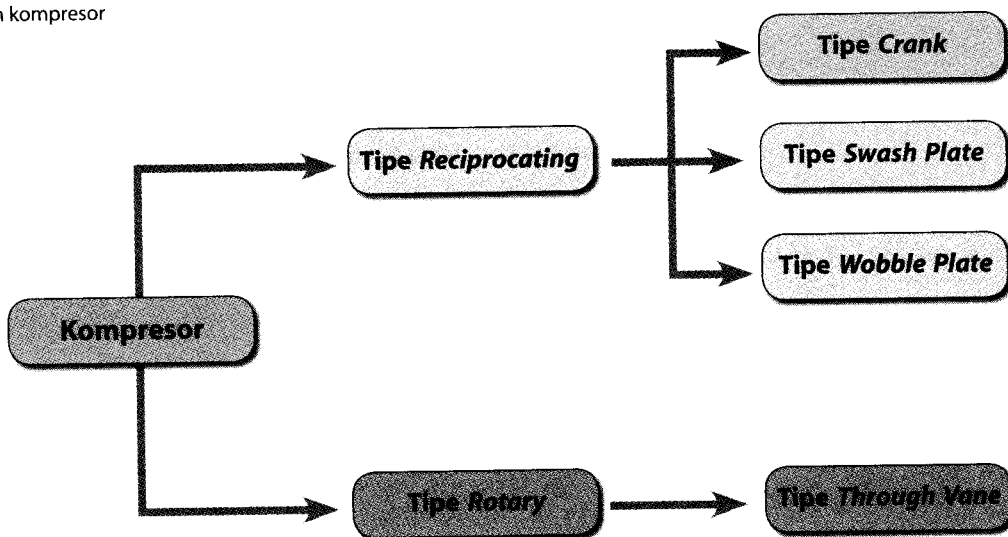 kompresor
Tipe Crank
Tipe Reciprocating
Tipe Swash Plate
Tipe Wobble Plate
Kompresor
Tipe Rotary
Tipe Through Vane